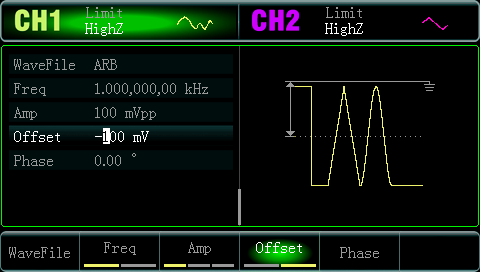 CH1 Limit HighZ
CH2 Limit HighZ
WaveFile ARB
Freq 1.000,000,00 kHz
Amp 100 mVpp
Offset -100 mV
Phase 0.00 °
WaveFile Freq Amp Offset Phase